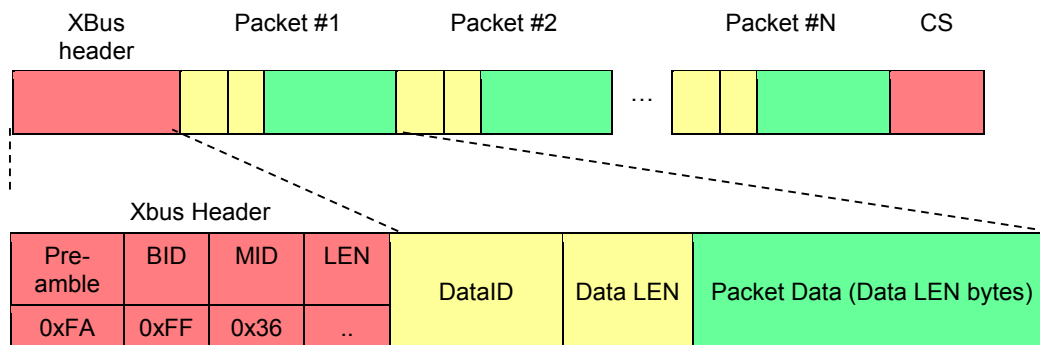 XBus
header
Packet #1
Packet #2
Packet #N
CS
...
Xbus Header
Pre-
amble
BID
MID
LEN
DataID
Data LEN
Packet Data (Data LEN bytes)
0xFA
0xFF
0x36
..